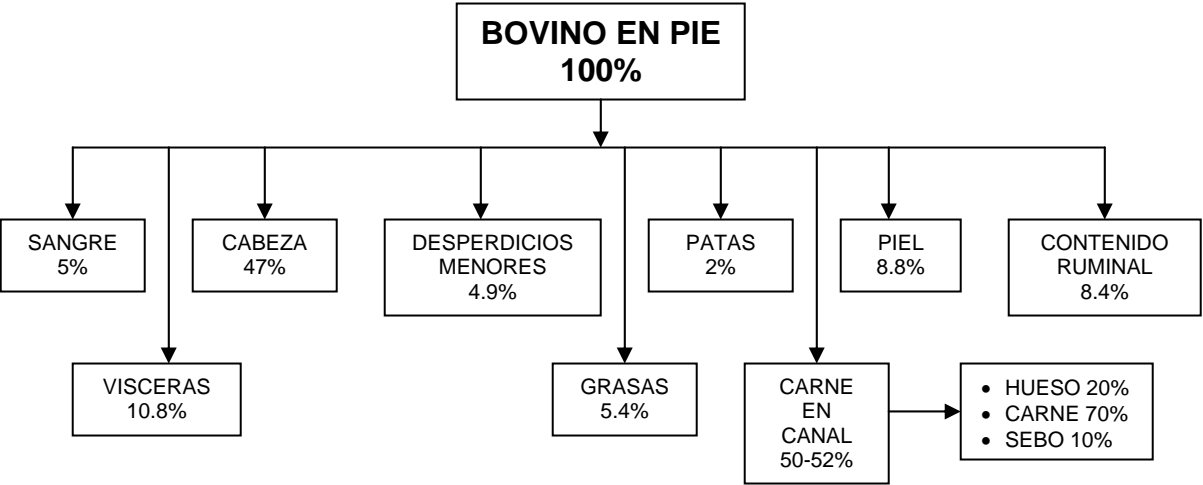 BOVINO EN PIE
100%
SANGRE
5%
CABEZA
47%
DESPERDICIOS
MENORES
4.9%
PATAS
2%
PIEL
8.8%
CONTENIDO
RUMINAL
8.4%
VISCERAS
10.8%
GRASAS
5.4%
CARNE
EN
CANAL
50-52%
• HUESO 20%
• CARNE 70%
• SEBO 10%